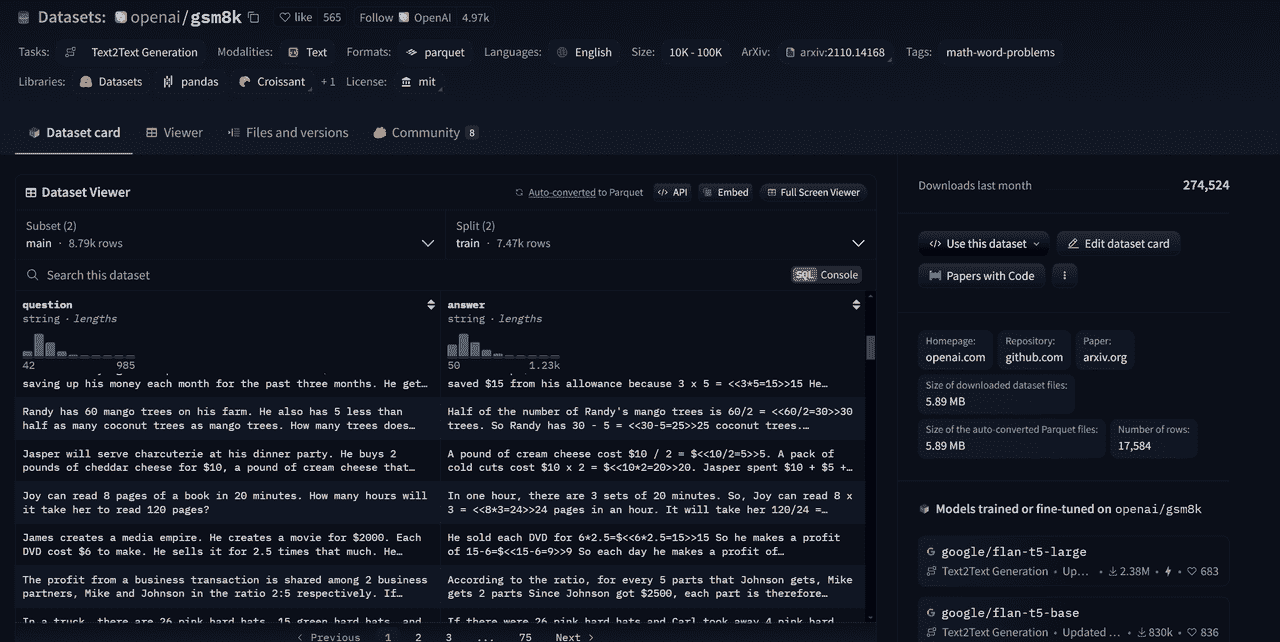 Datasets: openai/gsm8k like 565 Follow OpenAI 4.97k
Tasks: Text2Text Generation Modalities: Text Formats: parquet Languages: English Size: 10K - 100K ArXiv: arxiv:2110.14168 Tags: math-word-problems
Libraries: Datasets pandas Croissant + 1 License: mit
Dataset card Viewer Files and versions Community 8
Dataset Viewer
Auto-converted to Parquet API Embed Full Screen Viewer
Subset (2)
main · 8.79k rows
Split (2)
train · 7.47k rows
Search this dataset
SQL Console
question
string · lengths
42 985
answer
string · lengths
50 1.23k
saving up his money each month for the past three months. He get…
saved $15 from his allowance because 3 x 5 = <<3*5=15>>15 He…
Randy has 60 mango trees on his farm. He also has 5 less than
half as many coconut trees as mango trees. How many trees does…
Half of the number of Randy's mango trees is 60/2 = <<60/2=30>>30
trees. So Randy has 30 - 5 = <<30-5=25>>25 coconut trees.…
Jasper will serve charcuterie at his dinner party. He buys 2
pounds of cheddar cheese for $10, a pound of cream cheese that…
A pound of cream cheese cost $10 / 2 = $<<10/2=5>>5. A pack of
cold cuts cost $10 x 2 = $<<10*2=20>>20. Jasper spent $10 + $5 +…
Joy can read 8 pages of a book in 20 minutes. How many hours will
it take her to read 120 pages?
In one hour, there are 3 sets of 20 minutes. So, Joy can read 8 x
3 = <<8*3=24>>24 pages in an hour. It will take her 120/24 =…
James creates a media empire. He creates a movie for $2000. Each
DVD cost $6 to make. He sells it for 2.5 times that much. He…
He sold each DVD for 6*2.5=$<<6*2.5=15>>15 So he makes a profit
of 15-6=$<<15-6=9>>9 So each day he makes a profit of…
The profit from a business transaction is shared among 2 business
partners, Mike and Johnson in the ratio 2:5 respectively. If…
According to the ratio, for every 5 parts that Johnson gets, Mike
gets 2 parts Since Johnson got $2500, each part is therefore…
In a truck, there are 26 pink hard hats, 15 green hard hats, and
If there were 26 pink hard hats and Carl took away 4 pink hard
Previous 1 2 3 ... 75 Next
Downloads last month
274,524
Use this dataset Edit dataset card
Papers with Code
Homepage:
openai.com
Repository:
github.com
Paper:
arxiv.org
Size of downloaded dataset files:
5.89 MB
Size of the auto-converted Parquet files:
5.89 MB
Number of rows:
17,584
Models trained or fine-tuned on openai/gsm8k
google/flan-t5-large
Text2Text Generation • Up… • 2.38M • 683
google/flan-t5-base
Text2Text Generation • Updated … • 830k • 836